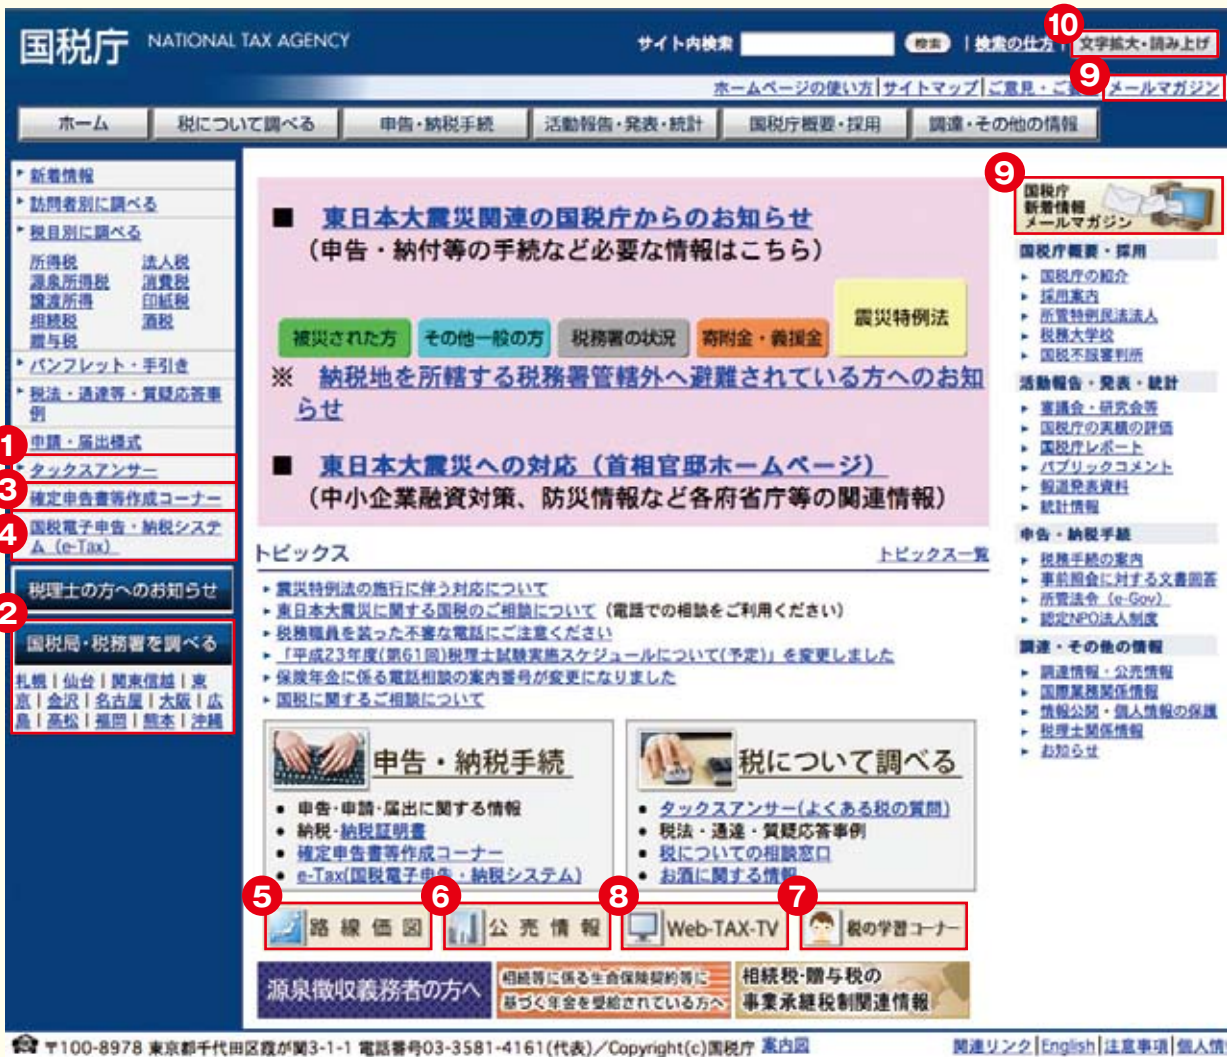 国税庁 NATIONAL TAX AGENCY
サイト内検索 検索 | 検索の仕方 | 文字拡大・読み上げ
10
ホームページの使い方|サイトマップ|ご意見・ご メールマガジン
9
ホーム 税について調べる 申告・納税手続 活動報告・発表・統計 国税庁概要・採用 調達・その他の情報
新着情報
訪問者別に調べる
税目別に調べる
所得税 法人税
源泉所得税 消費税
譲渡所得 印紙税
相続税 酒税
贈与税
パンフレット・手引き
税法・通達等・質疑応答事
例
申請・届出様式
1
タックスアンサー
3
確定申告書等作成コーナー
4
国税電子申告・納税システ
ム (e-Tax)
税理士の方へのお知らせ
2
国税局・税務署を調べる
札幌 | 仙台 | 関東信越 | 東
京 | 金沢 | 名古屋 | 大阪 | 広
島 | 高松 | 福岡 | 熊本 | 沖縄
■ 東日本大震災関連の国税庁からのお知らせ
(申告・納付等の手続など必要な情報はこちら)
被災された方 その他一般の方 税務署の状況 寄附金・義援金 震災特例法
※ 納税地を所轄する税務署管轄外へ避難されている方へのお知
らせ
■ 東日本大震災への対応（首相官邸ホームページ）
(中小企業融資対策、防災情報など各府省庁等の関連情報)
トピックス トピックス一覧
震災特例法の施行に伴う対応について
東日本大震災に関する国税のご相談について（電話での相談をご利用ください）
税務職員を装った不審な電話にご注意ください
「平成23年度(第61回)税理士試験実施スケジュールについて(予定)」を変更しました
保険年金に係る電話相談の案内番号が変更になりました
国税に関するご相談について
申告・納税手続
• 申告・申請・届出に関する情報
• 納税・納税証明書
• 確定申告書等作成コーナー
• e-Tax(国税電子申告・納税システム)
税について調べる
• タックスアンサー(よくある税の質問)
• 税法・通達・質疑応答事例
• 税についての相談窓口
• お酒に関する情報
5 路線価図
6 公売情報
8 Web-TAX-TV
7 税の学習コーナー
源泉徴収義務者の方へ
相続等に係る生命保険契約等に
基づく年金を受給されている方へ
相続税・贈与税の
事業承継税制関連情報
9
国税庁
新着情報
メールマガジン
国税庁概要・採用
国税庁の紹介
採用案内
所管特例民法法人
税務大学校
国税不服審判所
活動報告・発表・統計
審議会・研究会等
国税庁の実績の評価
国税庁レポート
パブリックコメント
報道発表資料
統計情報
申告・納税手続
税務手続の案内
事前照会に対する文書回答
所管法令 (e-Gov)
認定NPO法人制度
調達・その他の情報
調達情報・公売情報
国際業務関係情報
情報公開・個人情報の保護
税理士関係情報
お知らせ
〒100-8978 東京都千代田区霞が関3-1-1 電話番号03-3581-4161(代表)／Copyright(c)国税庁 案内図
関連リンク|English|注意事項|個人情